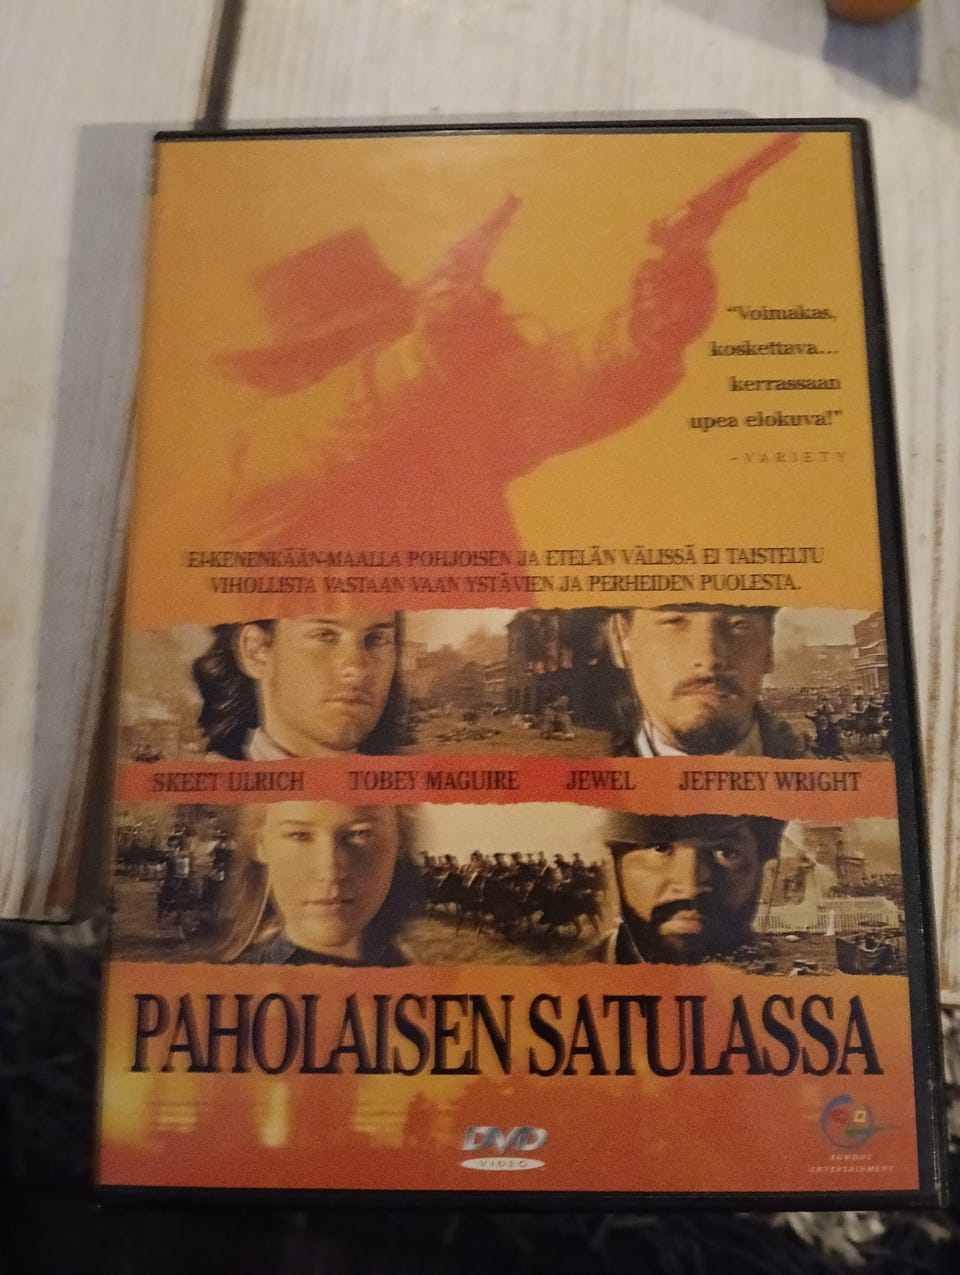 “Voimakas,
koskettava...
kerrassaan
upea elokuva!”
-VARIETY
EI-KENENKÄÄN-MAALLA POHJOISEN JA ETELÄN VÄLISSÄ EI TAISTELTU
VIHOLLISTA VASTAAN VAAN YSTÄVIEN JA PERHEIDEN PUOLESTA.
SKEET ULRICH TOBEY MAGUIRE JEWEL JEFFREY WRIGHT
PAHOLAISEN SATULASSA
DVD
VIDEO
EGMONT
ENTERTAINMENT